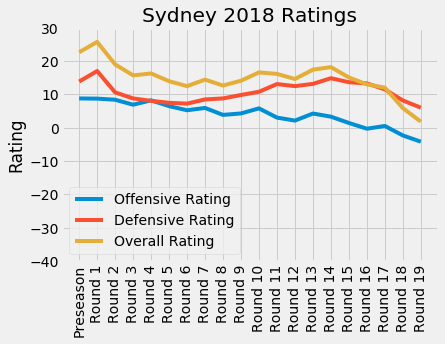 Sydney 2018 Ratings
30
20
10
0
−10
−20
−30
−40
Rating
Offensive Rating
Defensive Rating
Overall Rating
Preseason
Round 1
Round 2
Round 3
Round 4
Round 5
Round 6
Round 7
Round 8
Round 9
Round 10
Round 11
Round 12
Round 13
Round 14
Round 15
Round 16
Round 17
Round 18
Round 19